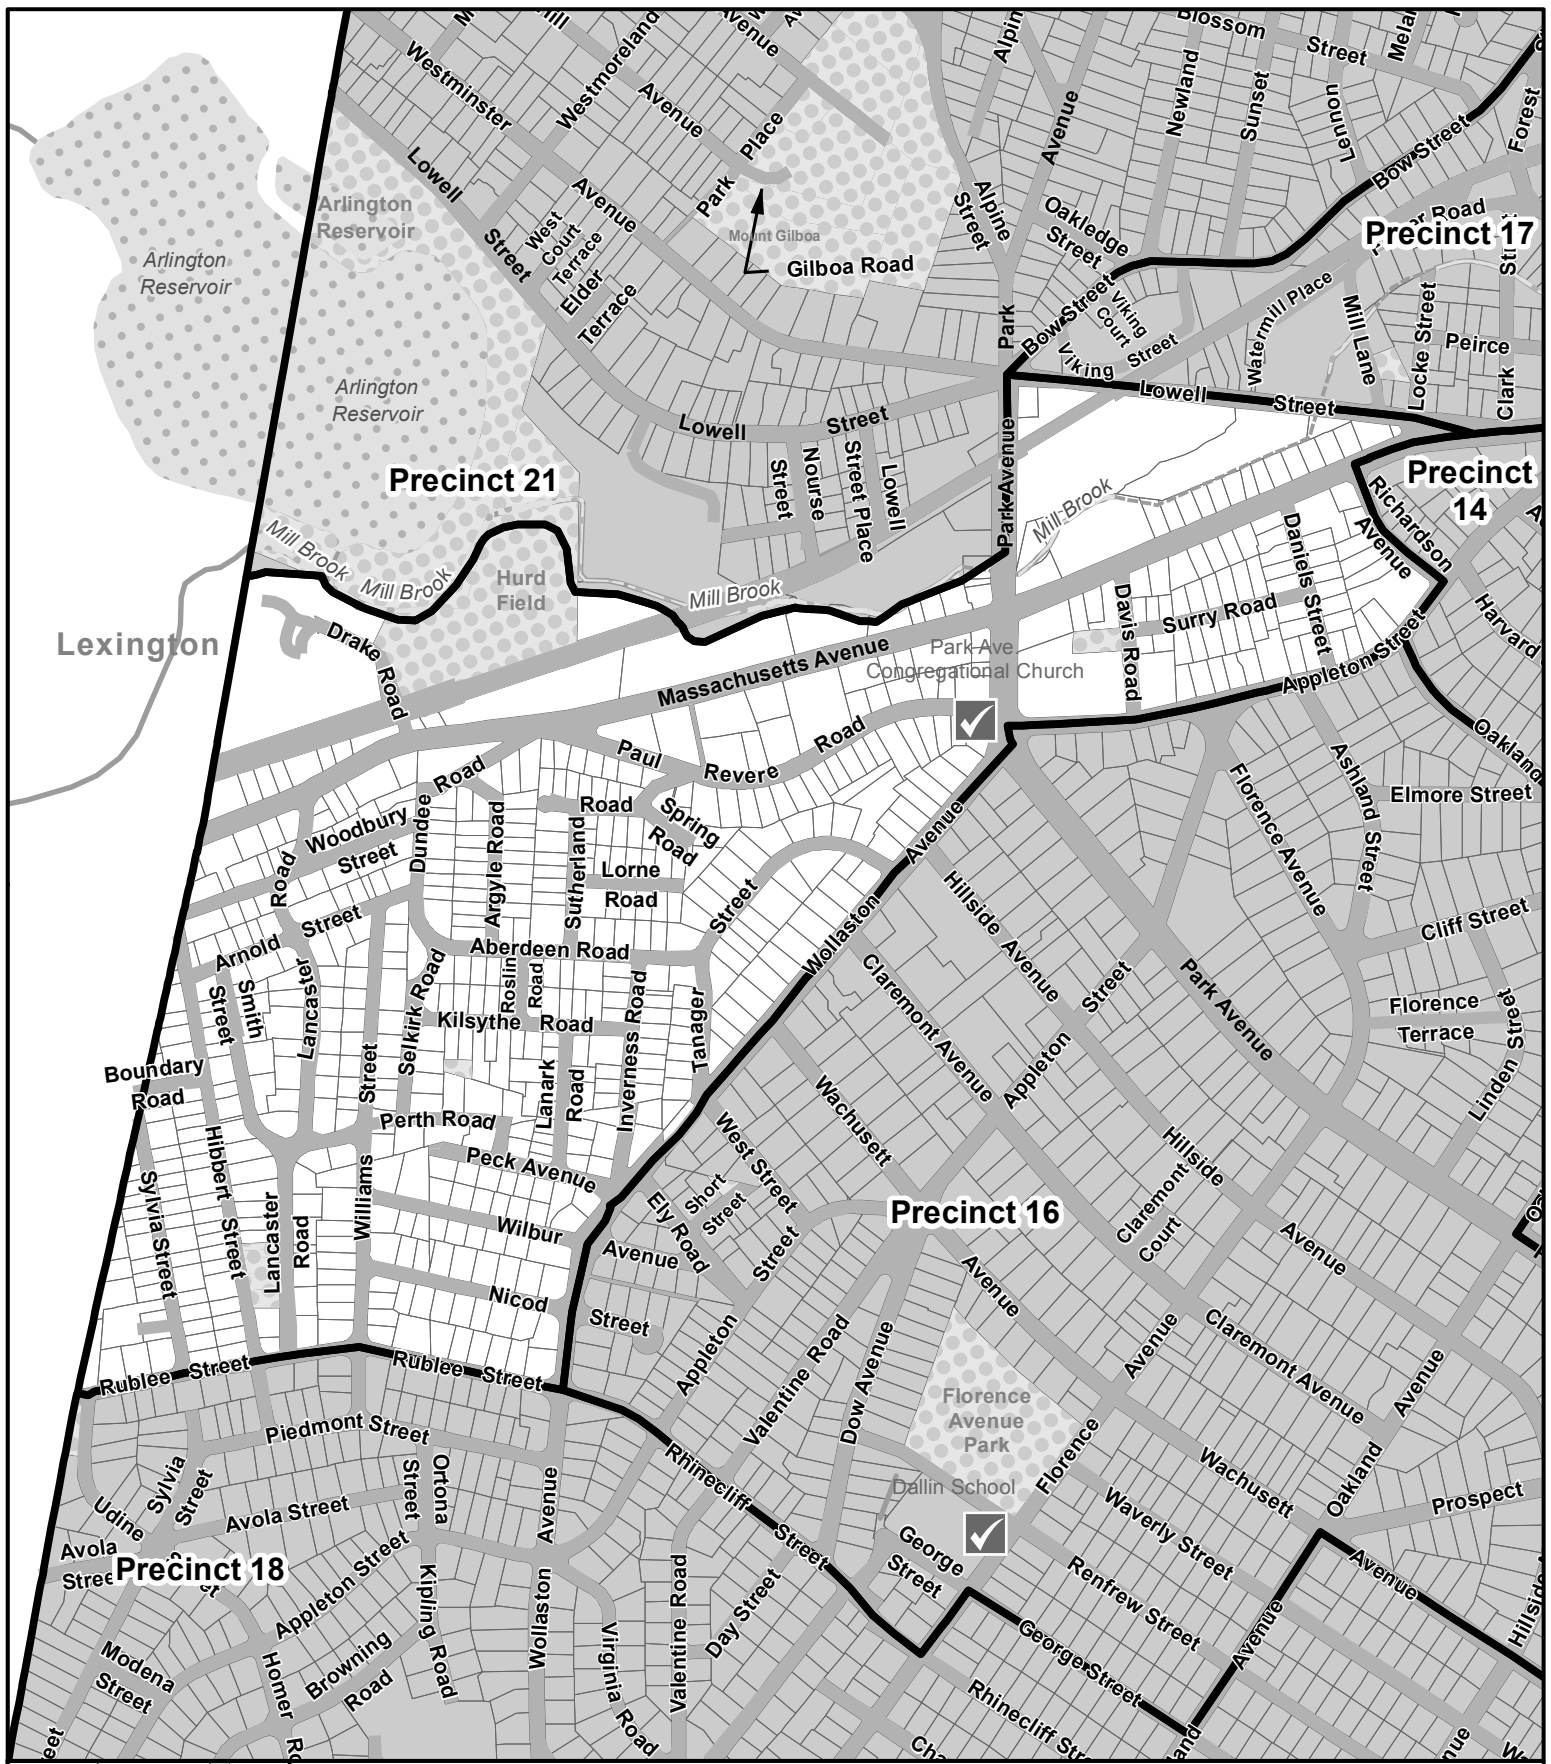 Westminster
Westmoreland
Avenue
Avenue
Place
Park
Lowell
Street
Avenue
West
Court
Terrace
Elder
Terrace
Mount Gilboa
Gilboa Road
Alpine
Street
Avenue
Park
Newland
Sunset
Blossom
Street
Lennon
Bow Street
Forest
Oakledge
Street
Precinct 17
Bow Street
Viking
Court
Viking
Street
Watermill Place
Mill Lane
Locke Street
Peirce
Clark
Arlington
Reservoir
Arlington
Reservoir
Arlington
Reservoir
Lowell
Street
Lowell
Street
Street
Nourse
Street Place
Lowell
Park Avenue
Precinct 21
Precinct
14
Mill Brook
Mill Brook
Mill Brook
Mill Brook
Hurd
Field
Lexington
Drake
Road
Massachusetts Avenue
Park Ave.
Congregational Church
Davis Road
Surry Road
Daniels Street
Richardson
Avenue
Appleton Street
Harvard
Oakland
Paul
Revere
Road
Road
Spring
Road
Woodbury
Street
Dundee
Road
Argyle Road
Sutherland
Lorne
Road
Road
Arnold
Street
Lancaster
Smith
Street
Aberdeen Road
Roslin
Road
Selkirk Road
Kilsythe
Road
Inverness Road
Tanager
Street
Wollaston
Avenue
Hillside
Avenue
Claremont Avenue
Appleton
Street
Park Avenue
Florence Avenue
Ashland
Street
Elmore Street
Cliff Street
Florence
Terrace
Linden Street
Boundary
Road
Hibbert
Street
Sylvia Street
Lancaster
Road
Street
Williams
Perth Road
Lanark
Road
Peck Avenue
Wilbur
Avenue
Nicod
Street
West Street
Short
Street
Ely Road
Wachusett
Avenue
Precinct 16
Claremont
Court
Hillside
Avenue
Rublee
Street
Rublee
Street
Piedmont Street
Sylvia
Street
Udine
Avola Street
Avola
Precinct 18
Ortona
Street
Appleton Street
Kipling
Road
Browning
Road
Homer
Modena
Street
Wollaston
Avenue
Virginia
Road
Valentine Road
Day Street
Street
Appleton
Valentine Road
Dow Avenue
Rhinecliff
Street
Florence
Avenue
Park
Dallin School
George
Street
Florence
Avenue
Claremont Avenue
Wachusett
Waverly Street
Renfrew Street
George Street
Rhinecliff
Oakland
Avenue
Prospect
Avenue
Avenue
Hillside